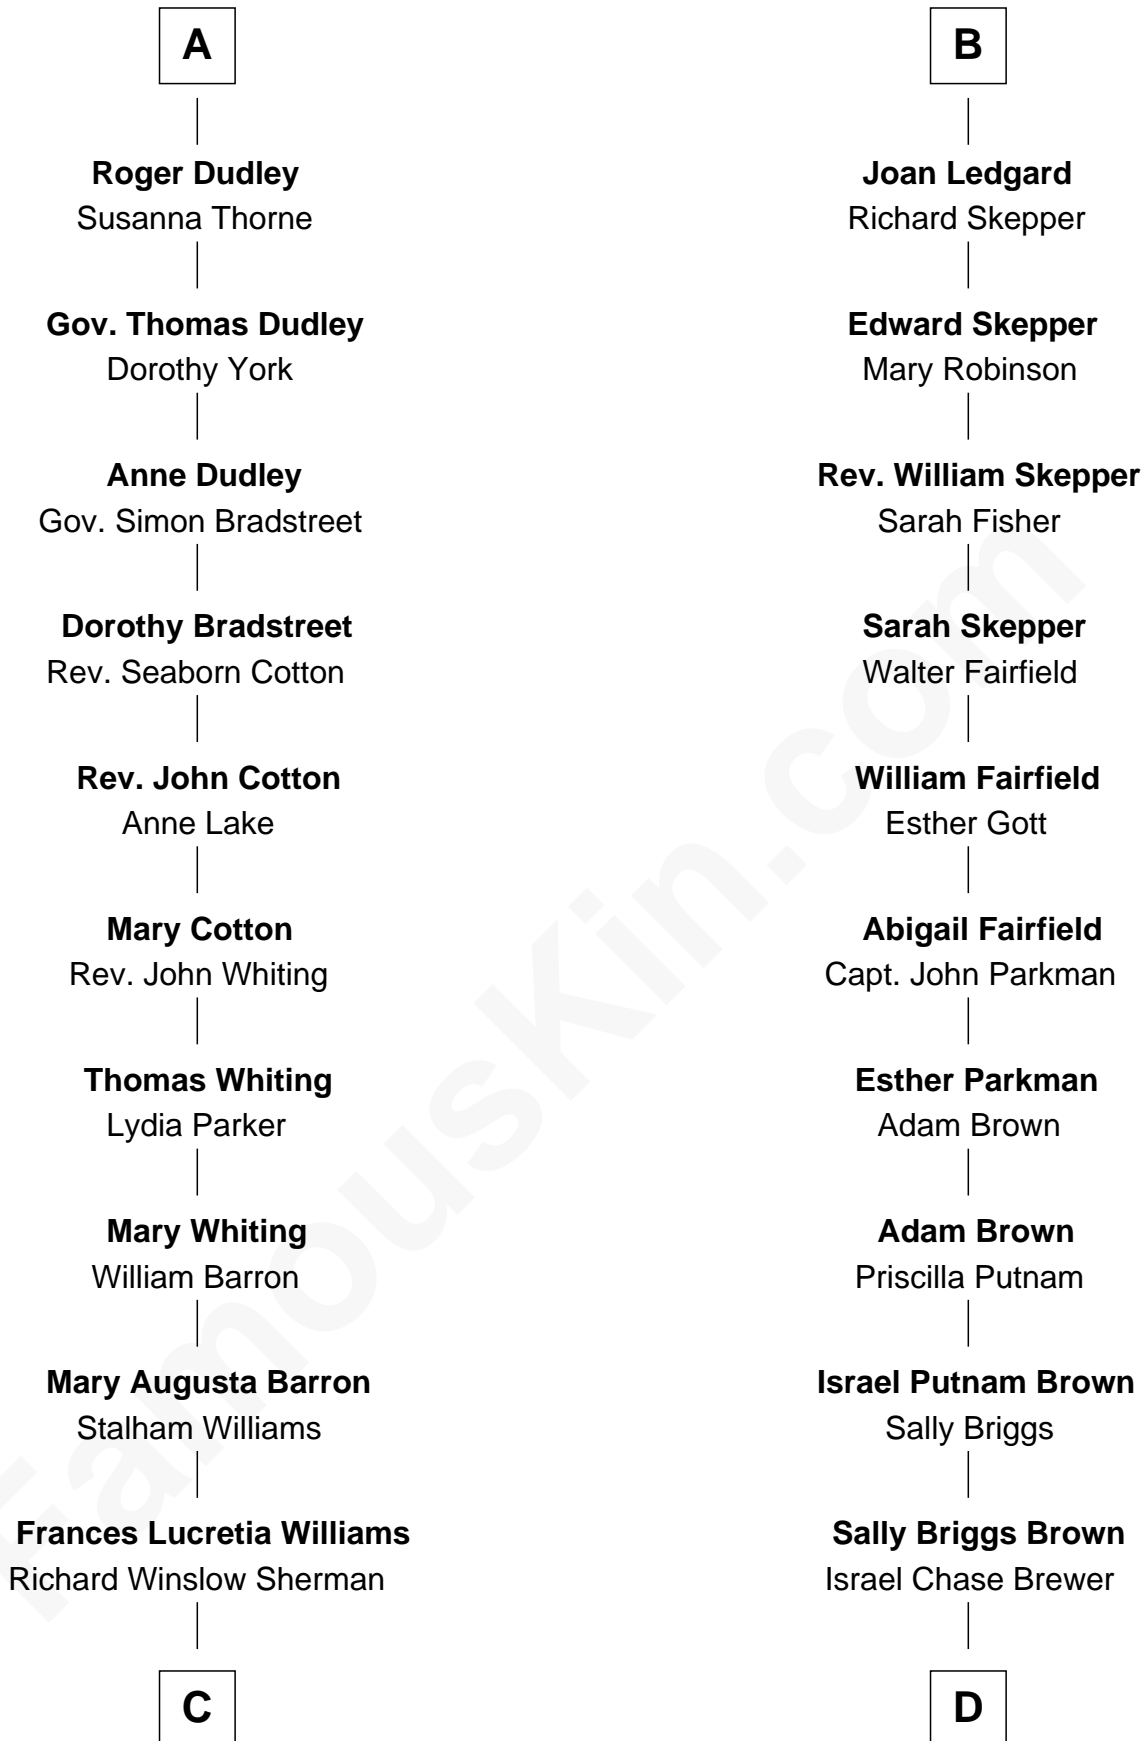 A
Roger Dudley
Susanna Thorne
Gov. Thomas Dudley
Dorothy York
Anne Dudley
Gov. Simon Bradstreet
Dorothy Bradstreet
Rev. Seaborn Cotton
Rev. John Cotton
Anne Lake
Mary Cotton
Rev. John Whiting
Thomas Whiting
Lydia Parker
Mary Whiting
William Barron
Mary Augusta Barron
Stalham Williams
Frances Lucretia Williams
Richard Winslow Sherman
C
B
Joan Ledgard
Richard Skepper
Edward Skepper
Mary Robinson
Rev. William Skepper
Sarah Fisher
Sarah Skepper
Walter Fairfield
William Fairfield
Esther Gott
Abigail Fairfield
Capt. John Parkman
Esther Parkman
Adam Brown
Adam Brown
Priscilla Putnam
Israel Putnam Brown
Sally Briggs
Sally Briggs Brown
Israel Chase Brewer
D
FamousKin.com